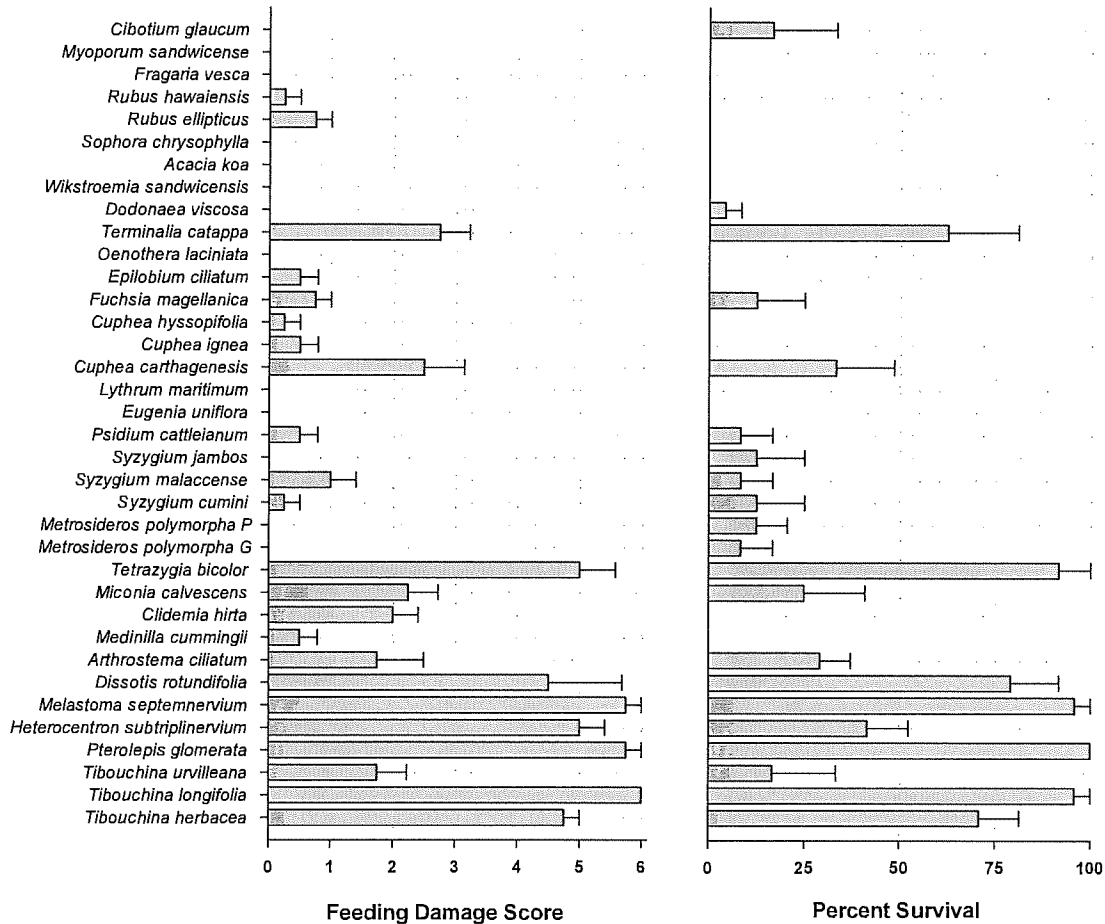 Cibotium glaucum
Myoporum sandwicense
Fragaria vesca
Rubus hawaiensis
Rubus ellipticus
Sophora chrysophylla
Acacia koa
Wikstroemia sandwicensis
Dodonaea viscosa
Terminalia catappa
Oenothera laciniata
Epilobium ciliatum
Fuchsia magellanica
Cuphea hyssopifolia
Cuphea ignea
Cuphea carthagenesis
Lythrum maritimum
Eugenia uniflora
Psidium cattleianum
Syzygium jambos
Syzygium malaccense
Syzygium cumini
Metrosideros polymorpha P
Metrosideros polymorpha G
Tetrazygia bicolor
Miconia calvescens
Clidemia hirta
Medinilla cummingii
Arthrostema ciliatum
Dissotis rotundifolia
Melastoma septemnervium
Heterocentron subtriplinervium
Pterolepis glomerata
Tibouchina urvilleana
Tibouchina longifolia
Tibouchina herbacea
0 1 2 3 4 5 6
Feeding Damage Score
0 25 50 75 100
Percent Survival